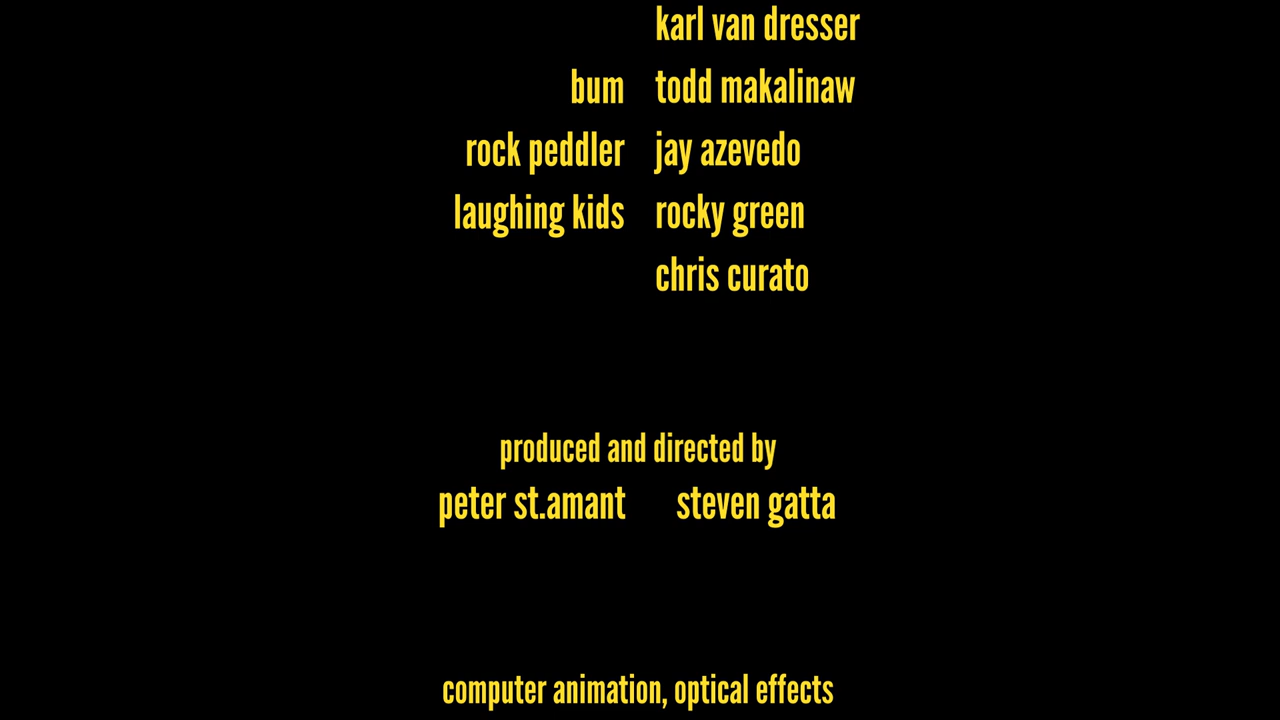 karl van dresser
bum todd makalinaw
rock peddler jay azevedo
laughing kids rocky green
chris curato
produced and directed by
peter st.amant steven gatta
computer animation, optical effects